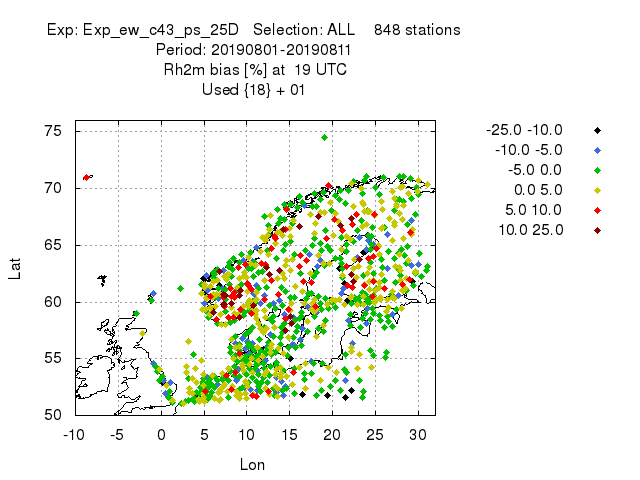 Exp: Exp_ew_c43_ps_25D   Selection: ALL    848 stations
Period: 20190801-20190811
Rh2m bias [%] at  19 UTC
Used {18} + 01
-25.0 -10.0
-10.0 -5.0
-5.0 0.0
0.0 5.0
5.0 10.0
10.0 25.0
75
70
65
60
55
50
Lat
-10 -5 0 5 10 15 20 25 30
Lon